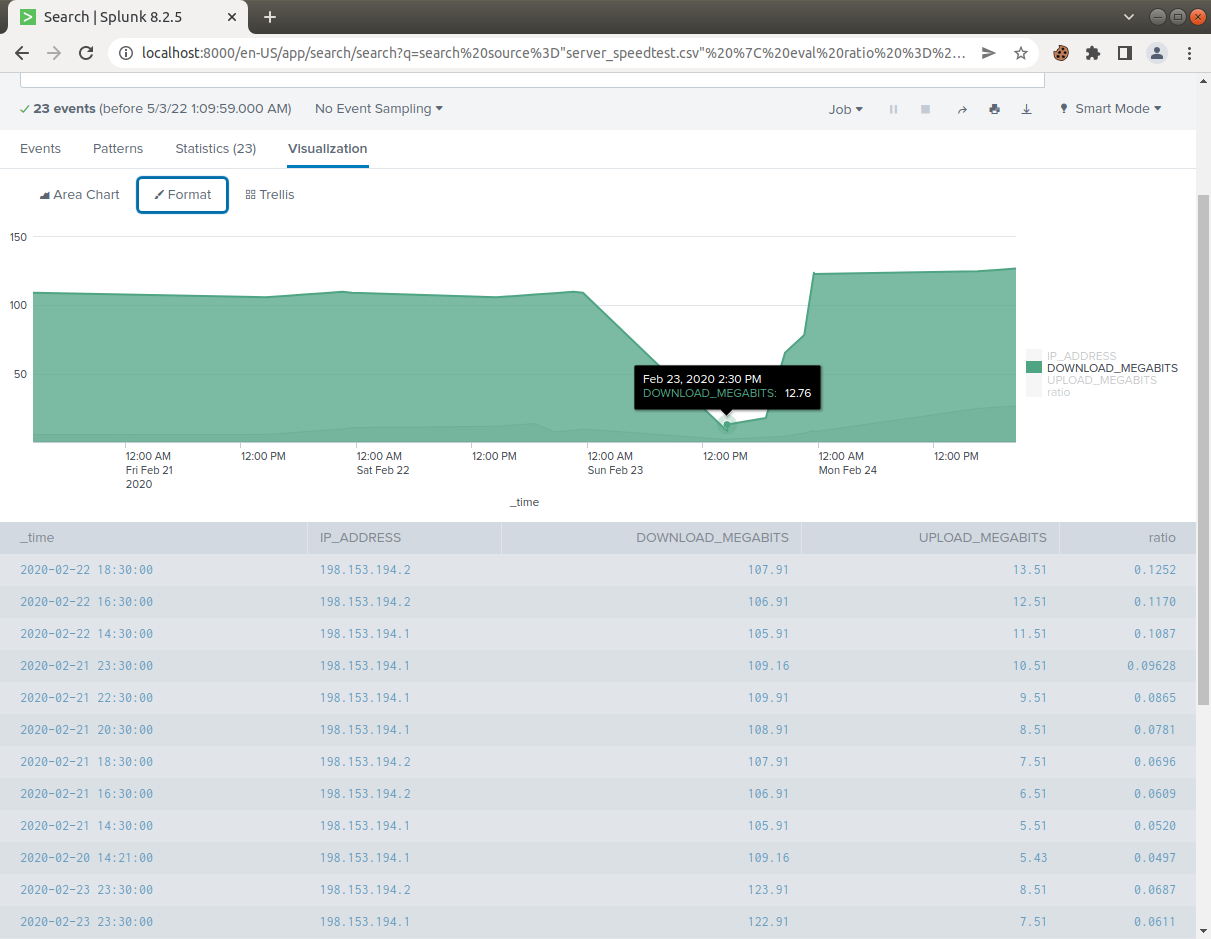 Search | Splunk 8.2.5
localhost:8000/en-US/app/search/search?q=search%20source%3D"server_speedtest.csv"%20%7C%20eval%20ratio%20%3D%2...
23 events (before 5/3/22 1:09:59.000 AM) No Event Sampling Job Smart Mode
Events Patterns Statistics (23) Visualization
Area Chart Format Trellis
150
100
50
Feb 23, 2020 2:30 PM
DOWNLOAD_MEGABITS: 12.76
IP_ADDRESS
DOWNLOAD_MEGABITS
UPLOAD_MEGABITS
ratio
12:00 AM 12:00 PM 12:00 AM 12:00 PM 12:00 AM 12:00 PM 12:00 AM 12:00 PM
Fri Feb 21 Sat Feb 22 Sun Feb 23 Mon Feb 24
2020
_time
_time IP_ADDRESS DOWNLOAD_MEGABITS UPLOAD_MEGABITS ratio
2020-02-22 18:30:00 198.153.194.2 107.91 13.51 0.1252
2020-02-22 16:30:00 198.153.194.2 106.91 12.51 0.1170
2020-02-22 14:30:00 198.153.194.1 105.91 11.51 0.1087
2020-02-21 23:30:00 198.153.194.1 109.16 10.51 0.09628
2020-02-21 22:30:00 198.153.194.1 109.91 9.51 0.0865
2020-02-21 20:30:00 198.153.194.1 108.91 8.51 0.0781
2020-02-21 18:30:00 198.153.194.2 107.91 7.51 0.0696
2020-02-21 16:30:00 198.153.194.2 106.91 6.51 0.0609
2020-02-21 14:30:00 198.153.194.1 105.91 5.51 0.0520
2020-02-20 14:21:00 198.153.194.1 109.16 5.43 0.0497
2020-02-23 23:30:00 198.153.194.2 123.91 8.51 0.0687
2020-02-23 23:30:00 198.153.194.1 122.91 7.51 0.0611